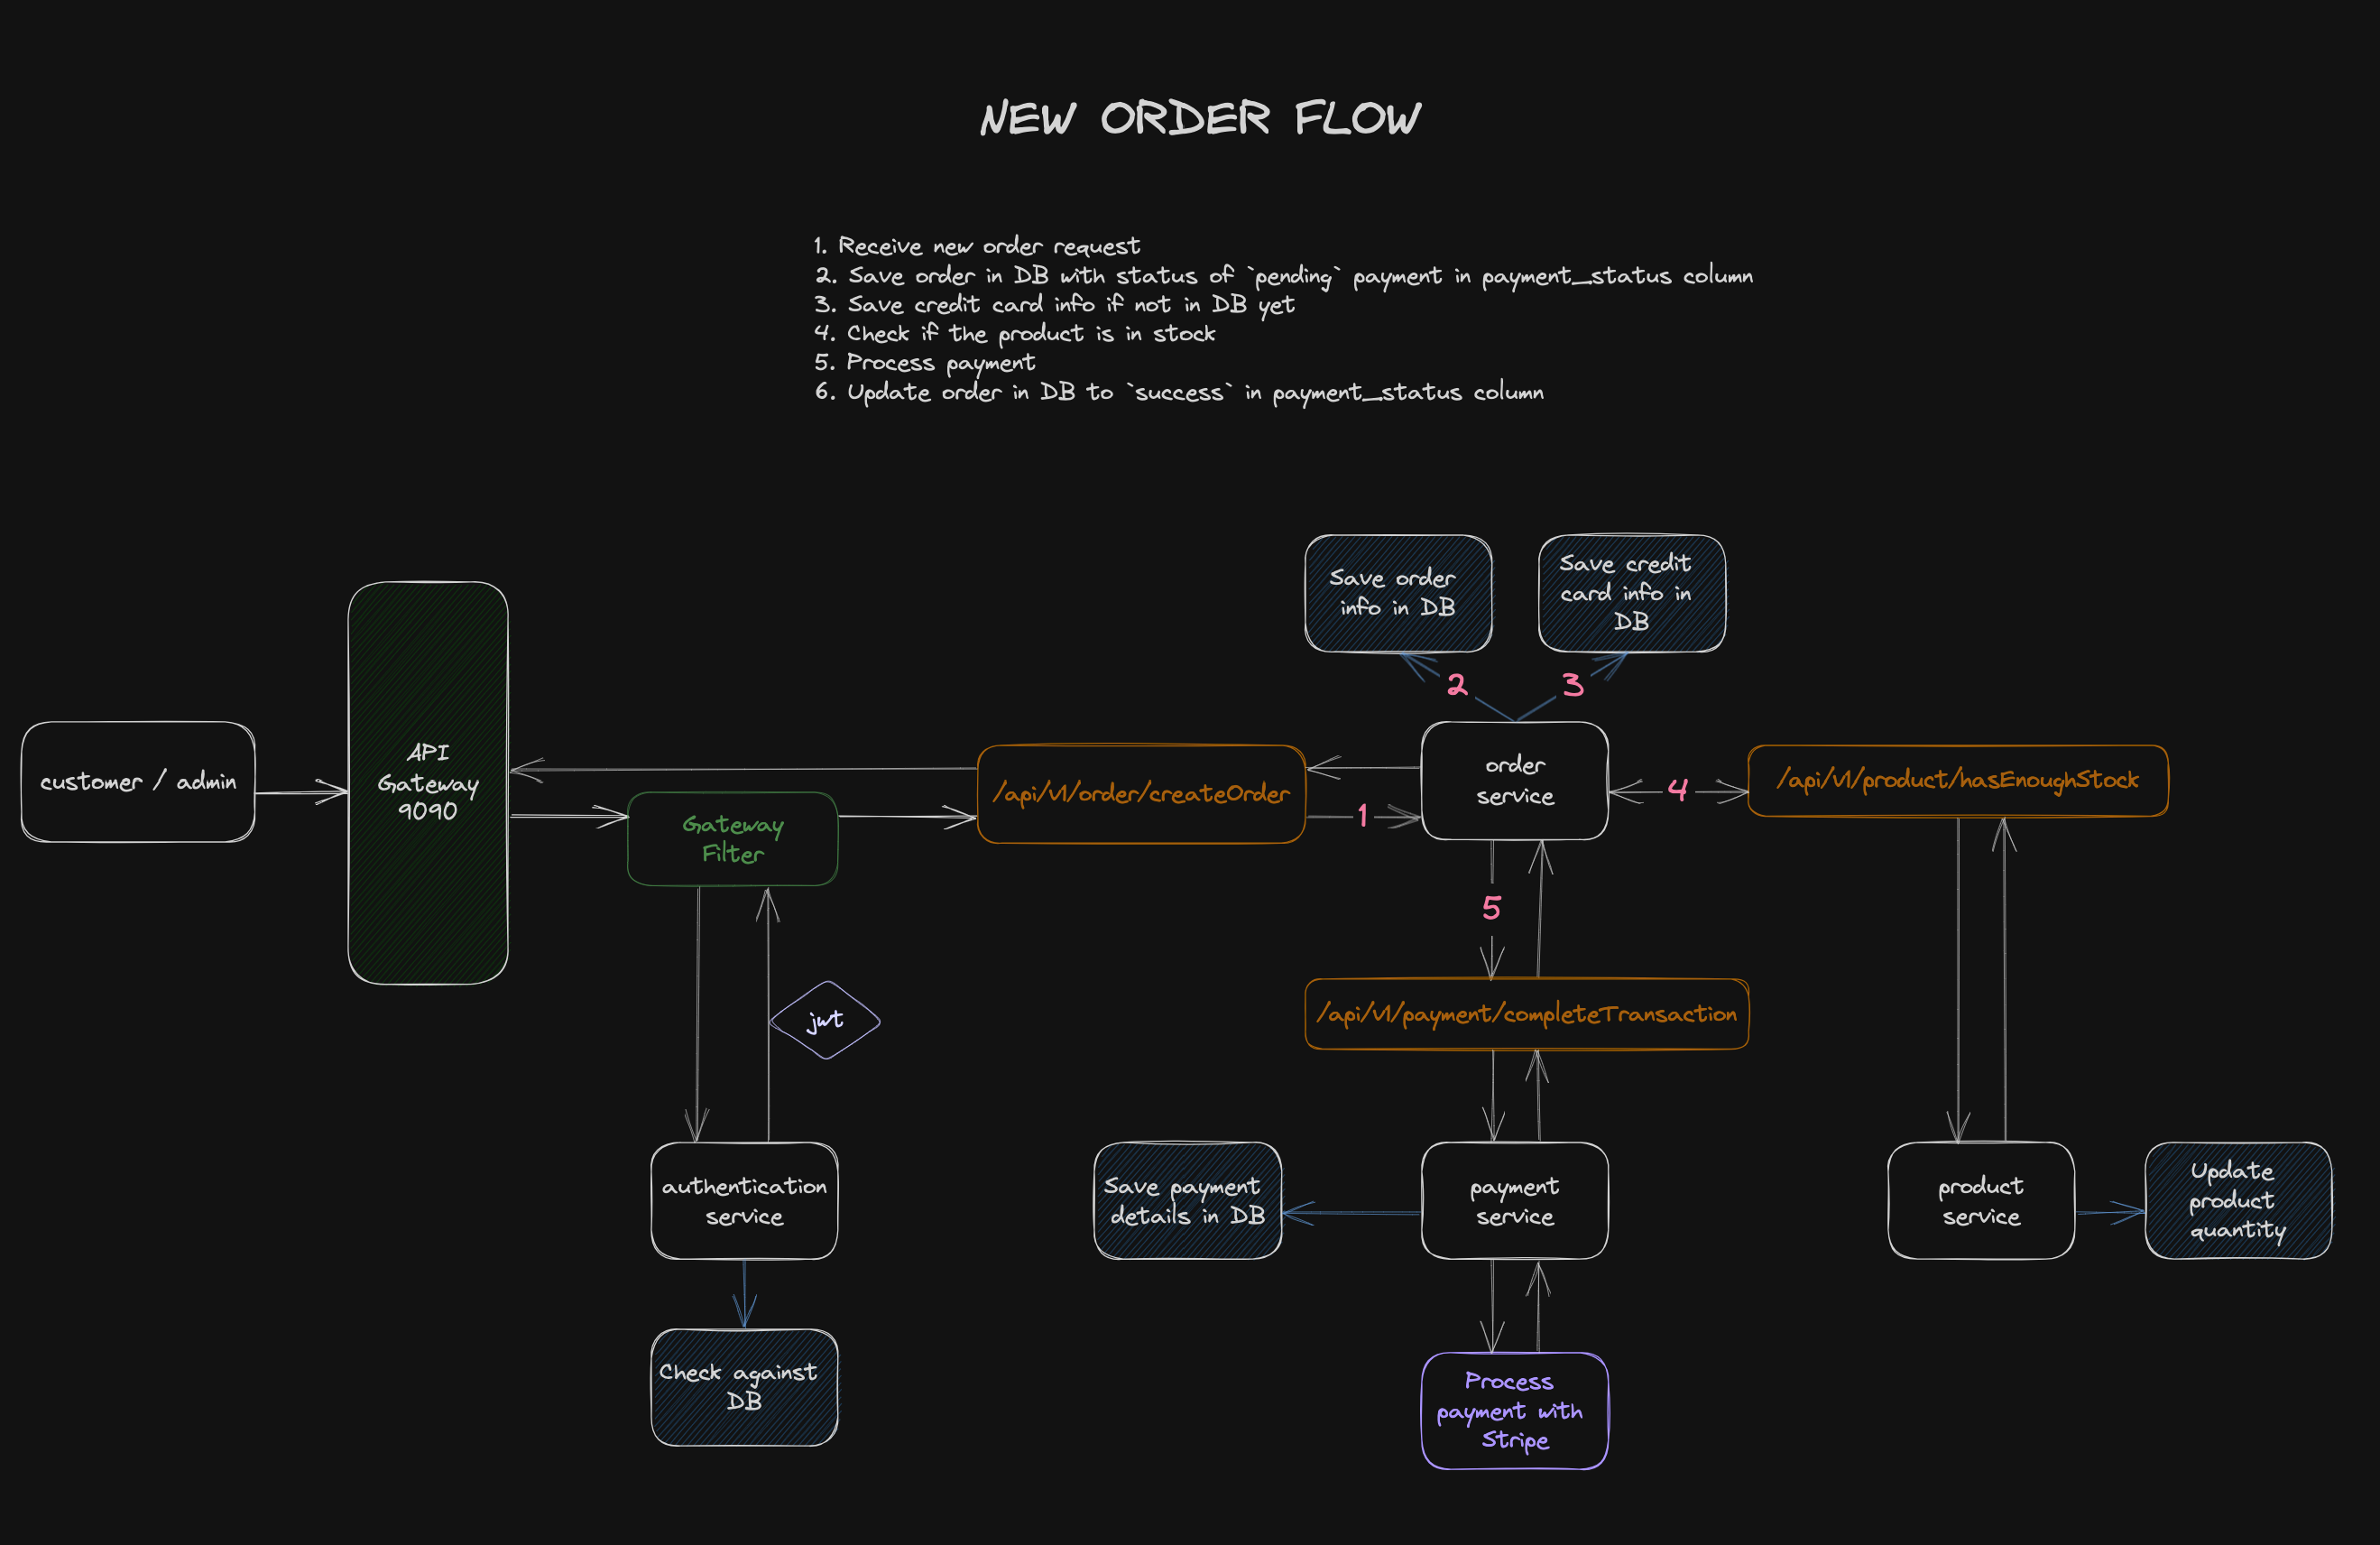 NEW ORDER FLOW
1. Receive new order request
2. Save order in DB with status of `pending` payment in payment_status column
3. Save credit card info if not in DB yet
4. Check if the product is in stock
5. Process payment
6. Update order in DB to `success` in payment_status column
Save order
info in DB
Save credit
card info in
DB
2
3
customer / admin
API
Gateway
9090
Gateway
Filter
/api/v1/order/createOrder
1
order
service
4
/api/v1/product/hasEnoughStock
5
jwt
/api/v1/payment/completeTransaction
authentication
service
Save payment
details in DB
payment
service
product
service
Update
product
quantity
Check against
DB
Process
payment with
Stripe